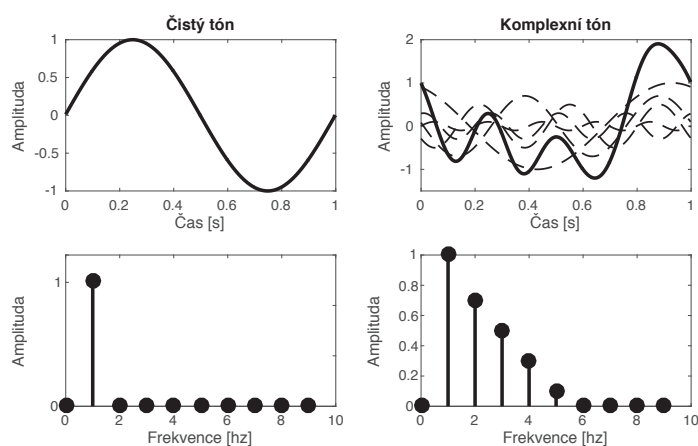 Čistý tón
Amplituda
1
0.5
0
-0.5
-1
0 0.2 0.4 0.6 0.8 1
Čas [s]
Komplexní tón
Amplituda
2
1
0
-1
0 0.2 0.4 0.6 0.8 1
Čas [s]
Amplituda
1
0
0 2 4 6 8 10
Frekvence [hz]
Amplituda
1
0.8
0.6
0.4
0.2
0
0 2 4 6 8 10
Frekvence [hz]